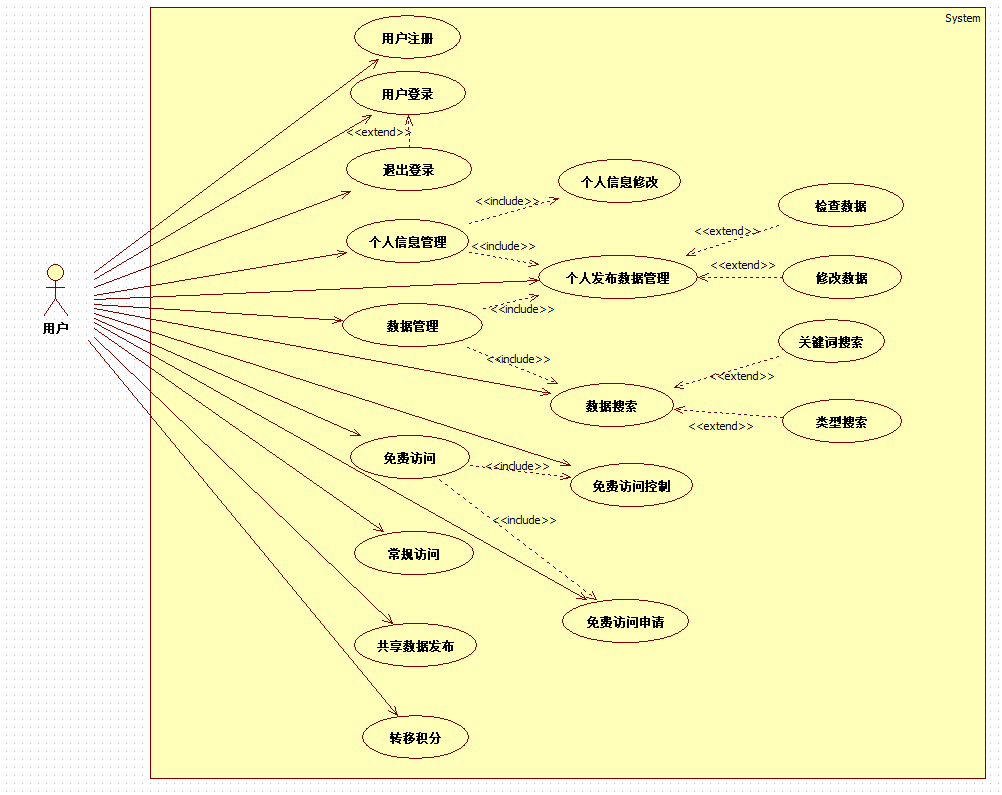 System
用户注册
用户登录
<<extend>>
退出登录
个人信息修改
<<include>>
检查数据
<<extend>>
个人信息管理
<<include>>
<<extend>>
个人发布数据管理
修改数据
用户
<<include>>
数据管理
关键词搜索
<<include>>
<<extend>>
数据搜索
类型搜索
<<extend>>
免费访问
<<include>>
免费访问控制
<<include>>
常规访问
免费访问申请
共享数据发布
转移积分